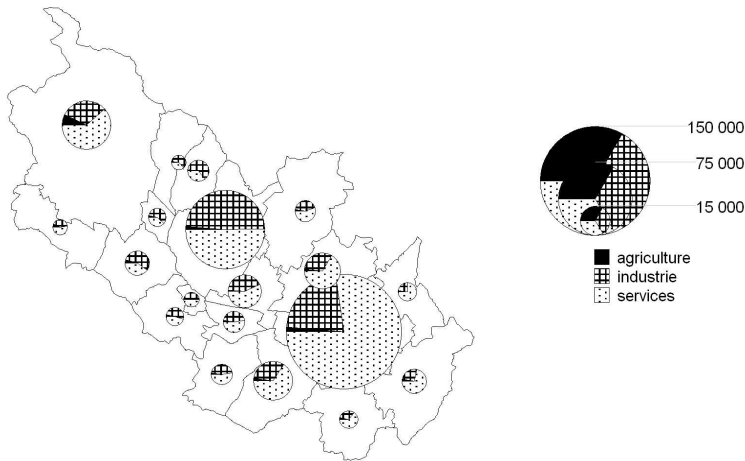 150 000
75 000
15 000
agriculture
industrie
services